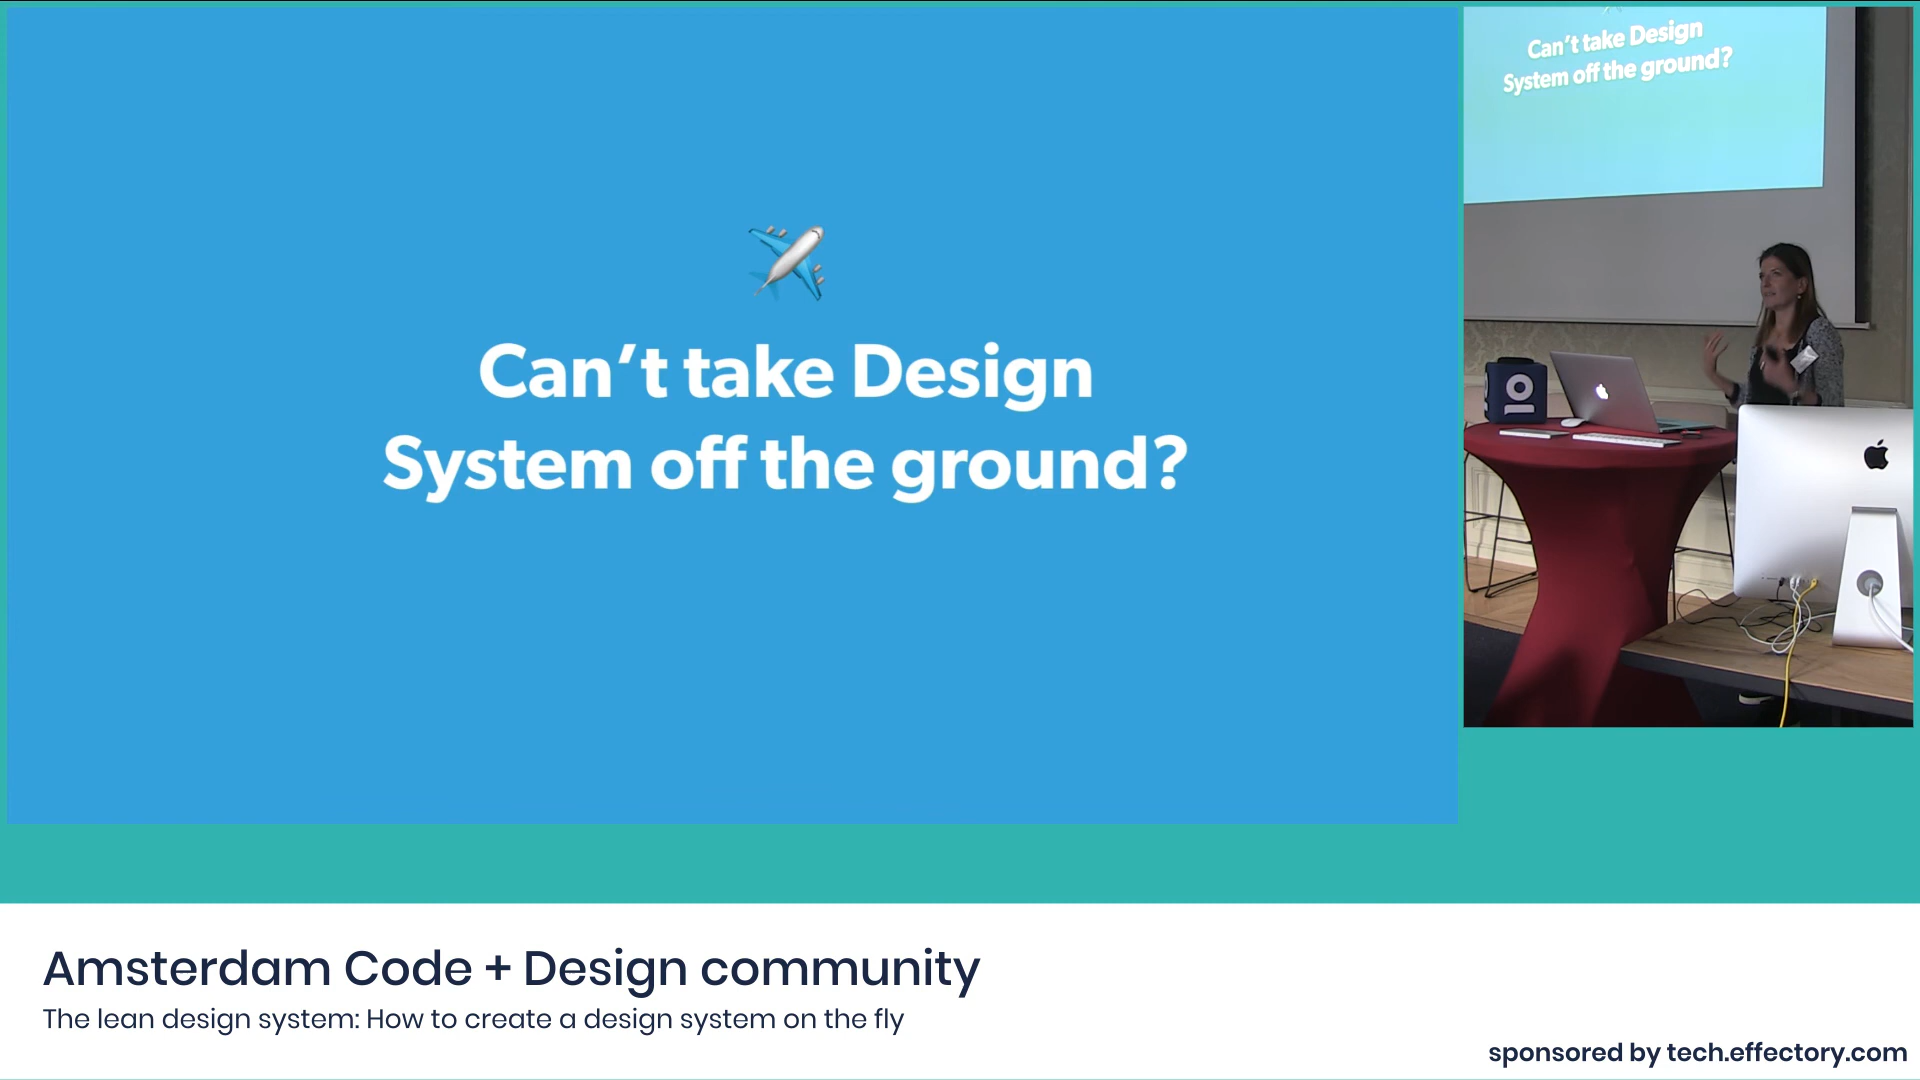 Can't take Design
System off the ground?
Can't take Design
System off the ground?
Amsterdam Code + Design community
The lean design system: How to create a design system on the fly
sponsored by tech.effectory.com